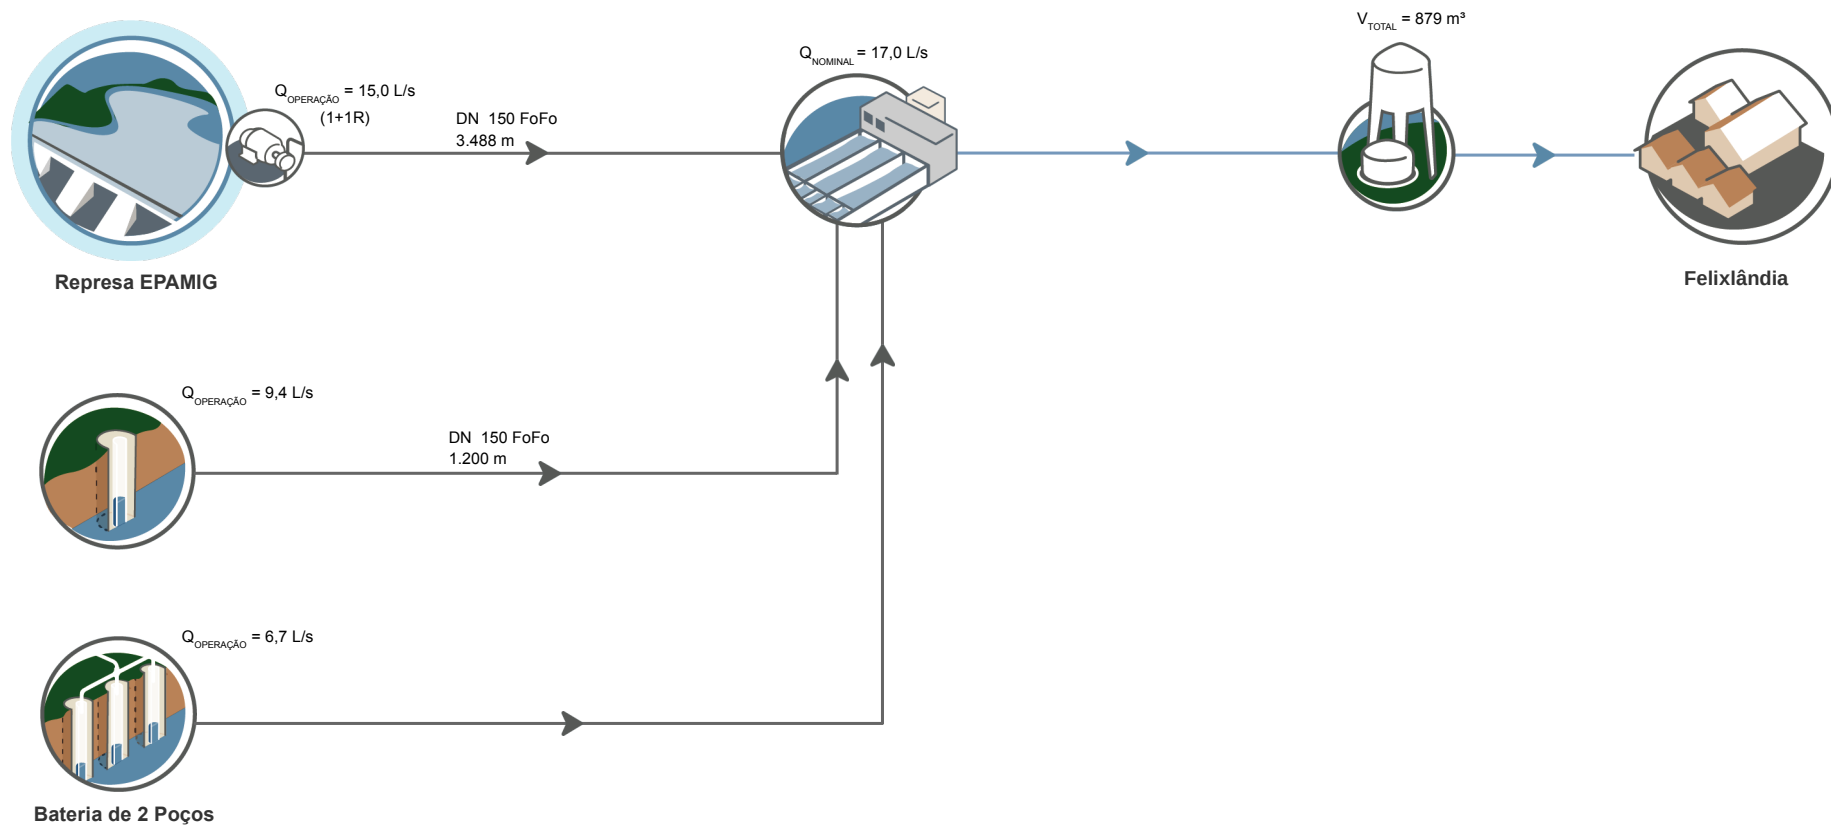 V TOTAL = 879 m³
Q NOMINAL = 17,0 L/s
Q OPERAÇÃO = 15,0 L/s
(1+1R)
DN 150 FoFo
3.488 m
Represa EPAMIG
Felixlândia
Q OPERAÇÃO = 9,4 L/s
DN 150 FoFo
1.200 m
Q OPERAÇÃO = 6,7 L/s
Bateria de 2 Poços